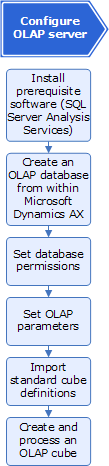 Configure
OLAP server
Install
prerequisite
software (SQL
Server Analysis
Services)
Create an
OLAP database
from within
Microsoft
Dynamics AX
Set database
permissions
Set OLAP
parameters
Import
standard cube
definitions
Create and
process an
OLAP cube